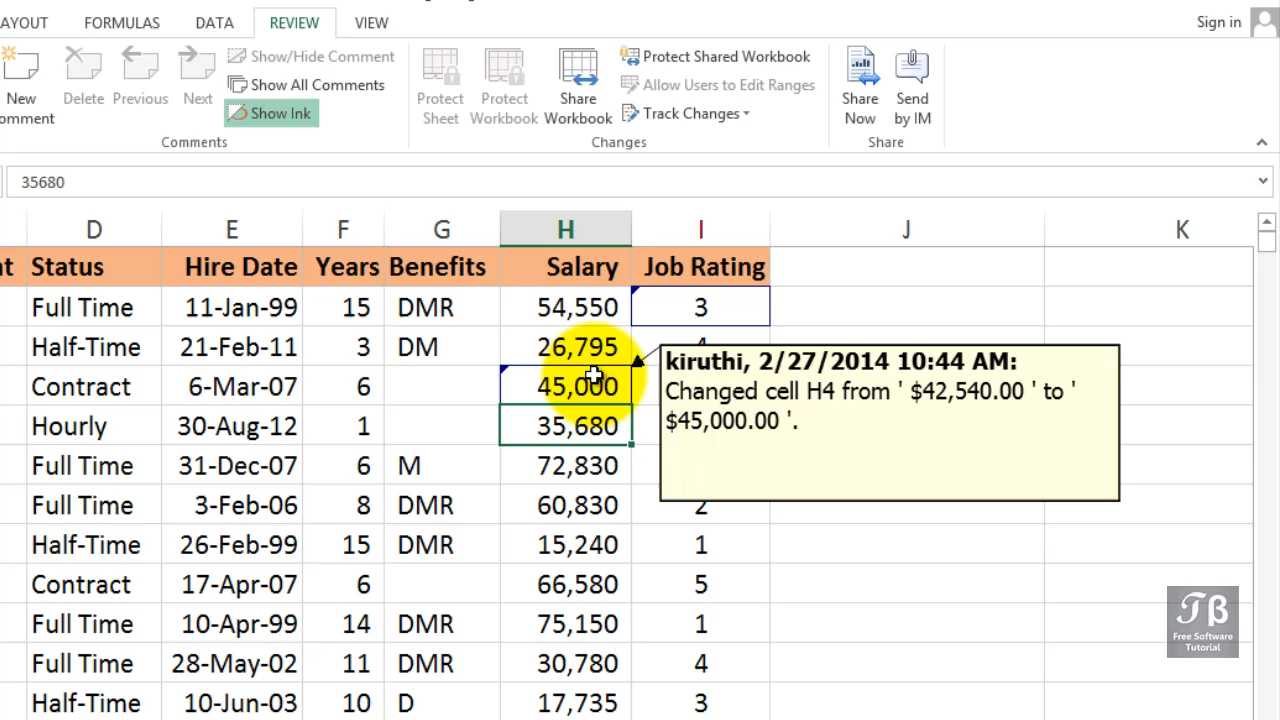 AYOUT FORMULAS DATA REVIEW VIEW Sign in
Show/Hide Comment Protect Shared Workbook
Show All Comments Allow Users to Edit Ranges
New Delete Previous Next Show Ink Protect Protect Share Track Changes Share Send
omment Sheet Workbook Workbook Now by IM
Comments Changes Share
35680
D E F G H I J K
t Status Hire Date Years Benefits Salary Job Rating
Full Time 11-Jan-99 15 DMR 54,550 3
Half-Time 21-Feb-11 3 DM 26,795
kiruthi, 2/27/2014 10:44 AM:
Contract 6-Mar-07 6 45,000 Changed cell H4 from ' $42,540.00 ' to '
Hourly 30-Aug-12 1 35,680 $45,000.00 '.
Full Time 31-Dec-07 6 M 72,830
Full Time 3-Feb-06 8 DMR 60,830 2
Half-Time 26-Feb-99 15 DMR 15,240 1
Contract 17-Apr-07 6 66,580 5
Full Time 10-Apr-99 14 DMR 75,150 1
Full Time 28-May-02 11 DMR 30,780 4
Half-Time 10-Jun-03 10 D 17,735 3
TB
Free Software
Tutorial